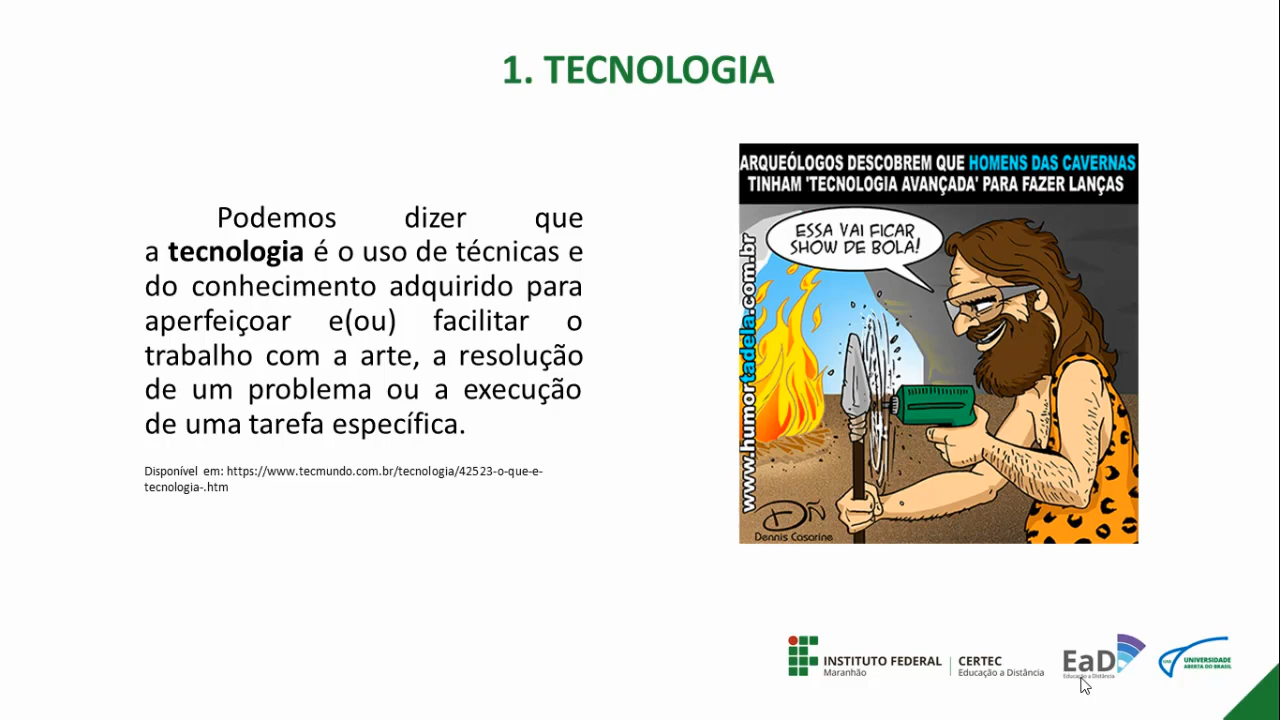 1. TECNOLOGIA
Podemos dizer que
a tecnologia é o uso de técnicas e
do conhecimento adquirido para
aperfeiçoar e(ou) facilitar o
trabalho com a arte, a resolução
de um problema ou a execução
de uma tarefa específica.
Disponível em: https://www.tecmundo.com.br/tecnologia/42523-o-que-e-
tecnologia-.htm
ARQUEÓLOGOS DESCOBREM QUE HOMENS DAS CAVERNAS
TINHAM 'TECNOLOGIA AVANÇADA' PARA FAZER LANÇAS
ESSA VAI FICAR
SHOW DE BOLA!
www.humortadela.com.br
Dennis Casarine
INSTITUTO FEDERAL
Maranhão
CERTEC
Educação a Distância
EaD
Educação a Distância
UNIVERSIDADE
ABERTA DO BRASIL